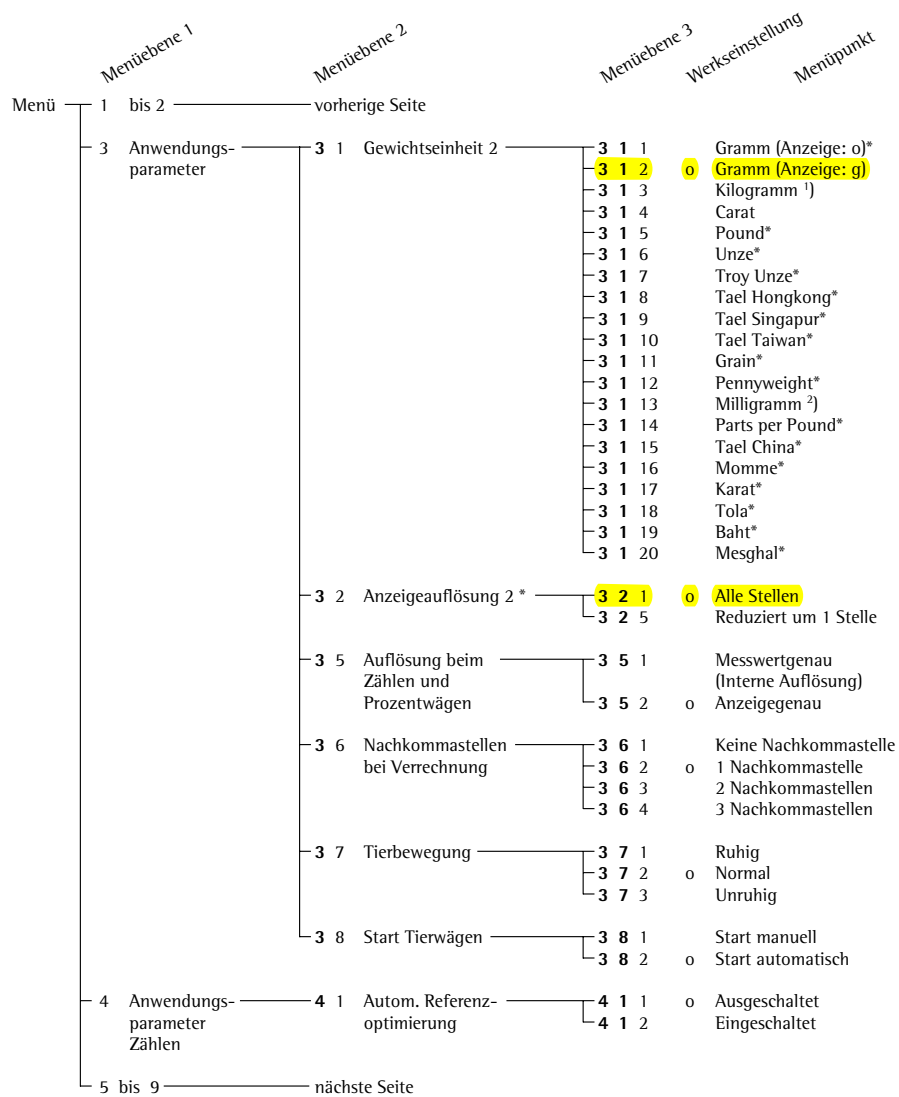 Menüebene 1 Menüebene 2 Menüebene 3 Werkseinstellung Menüpunkt
Menü 1 bis 2 vorherige Seite
3 Anwendungs- 3 1 Gewichtseinheit 2 3 1 1 Gramm (Anzeige: o)*
parameter 3 1 2 o Gramm (Anzeige: g)
3 1 3 Kilogramm ¹)
3 1 4 Carat
3 1 5 Pound*
3 1 6 Unze*
3 1 7 Troy Unze*
3 1 8 Tael Hongkong*
3 1 9 Tael Singapur*
3 1 10 Tael Taiwan*
3 1 11 Grain*
3 1 12 Pennyweight*
3 1 13 Milligramm ²)
3 1 14 Parts per Pound*
3 1 15 Tael China*
3 1 16 Momme*
3 1 17 Karat*
3 1 18 Tola*
3 1 19 Baht*
3 1 20 Mesghal*
3 2 Anzeigeauflösung 2 * 3 2 1 o Alle Stellen
3 2 5 Reduziert um 1 Stelle
3 5 Auflösung beim 3 5 1 Messwertgenau
Zählen und (Interne Auflösung)
Prozentwägen 3 5 2 o Anzeigegenau
3 6 Nachkommastellen 3 6 1 Keine Nachkommastelle
bei Verrechnung 3 6 2 o 1 Nachkommastelle
3 6 3 2 Nachkommastellen
3 6 4 3 Nachkommastellen
3 7 Tierbewegung 3 7 1 Ruhig
3 7 2 o Normal
3 7 3 Unruhig
3 8 Start Tierwägen 3 8 1 Start manuell
3 8 2 o Start automatisch
4 Anwendungs- 4 1 Autom. Referenz- 4 1 1 o Ausgeschaltet
parameter optimierung 4 1 2 Eingeschaltet
Zählen
5 bis 9 nächste Seite